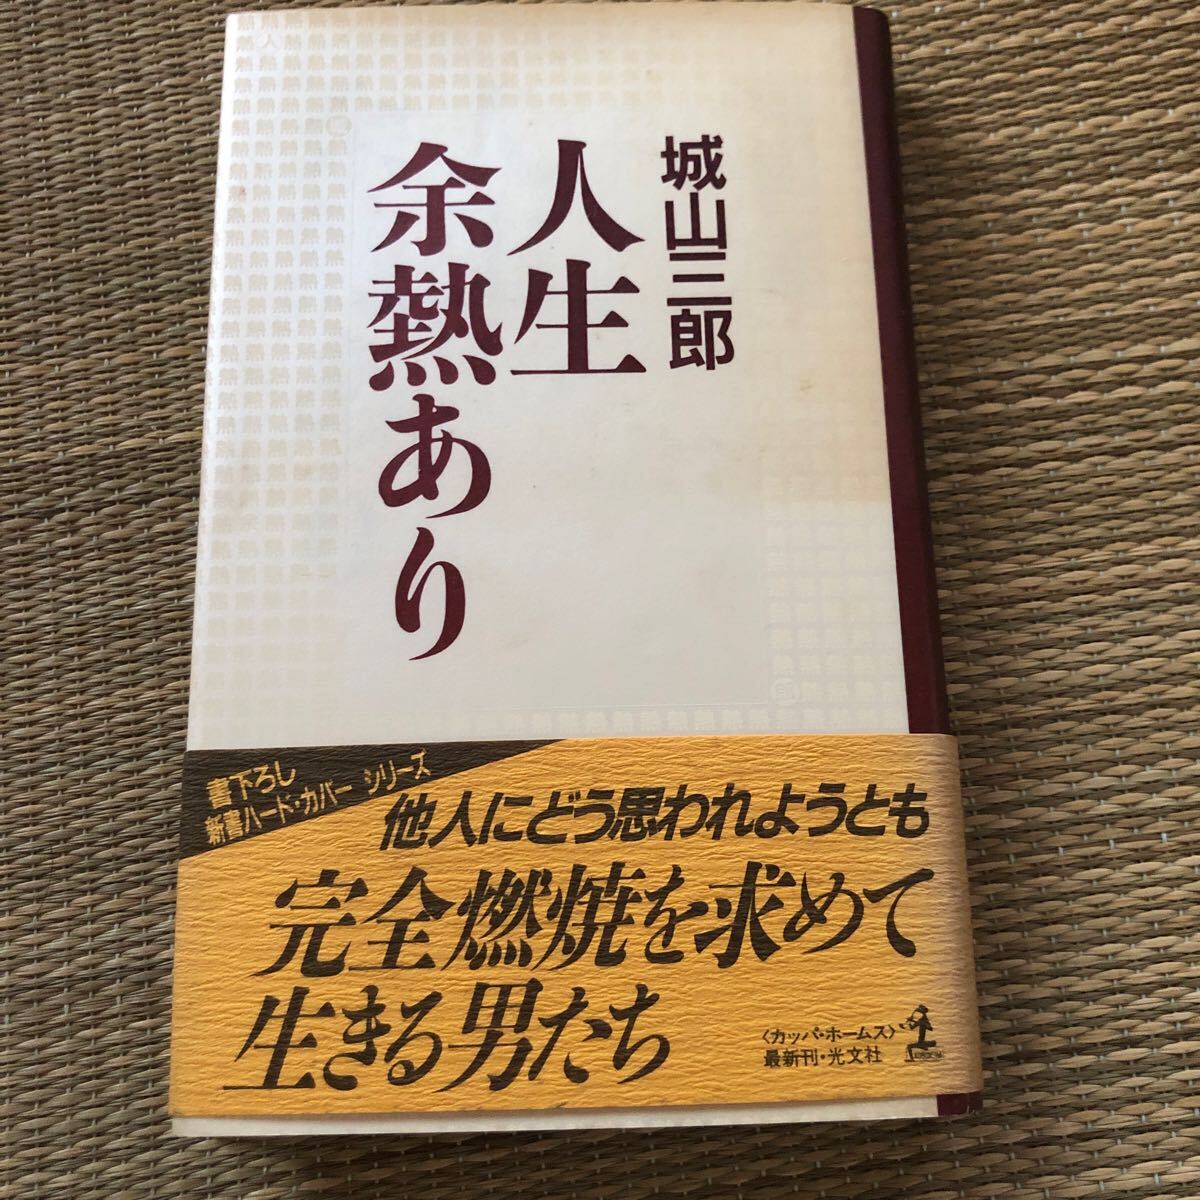 城山三郎
人生
余熱あり
書下ろし
新書ハード・カバー シリーズ
他人にどう思われようとも
完全燃焼を求めて
生きる男たち
〈カッパ・ホームス〉
最新刊・光文社